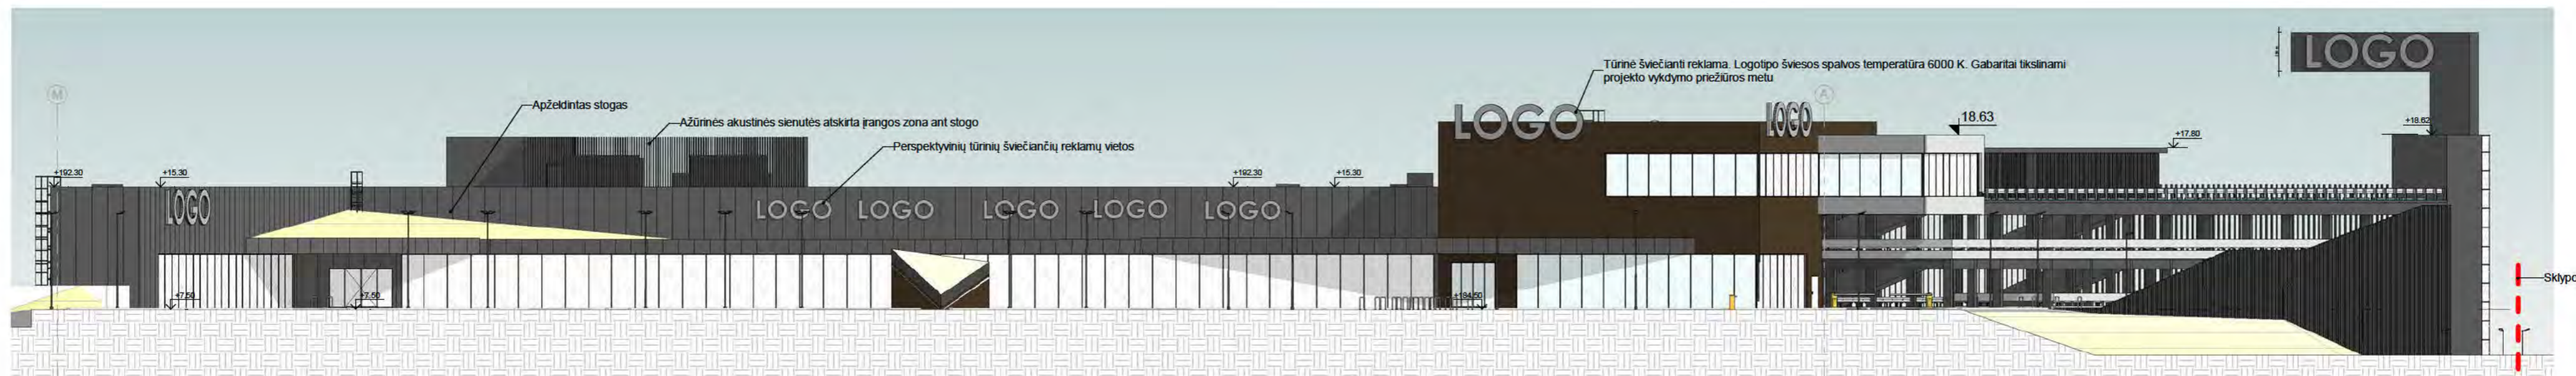 LOGO
Türinė šviečianti reklama. Logotipo šviesos spalvos temperatūra 6000 K. Gabaritai tikslinami
projekto vykdymo priežiūros metu
M
Apželdintas stogas
A
LOGO
LOGO
18.63
Ažūrinės akustinės sienutės atskirta įrangos zona ant stogo
+18.62
+17.80
Perspektyvinių tūrinių šviečiančių reklamų vietos
+192.30
+15.30
+192.30
+15.30
LOGO
LOGO
LOGO
LOGO
LOGO
LOGO
Sklypo
+7.50
+7.50
+184.50